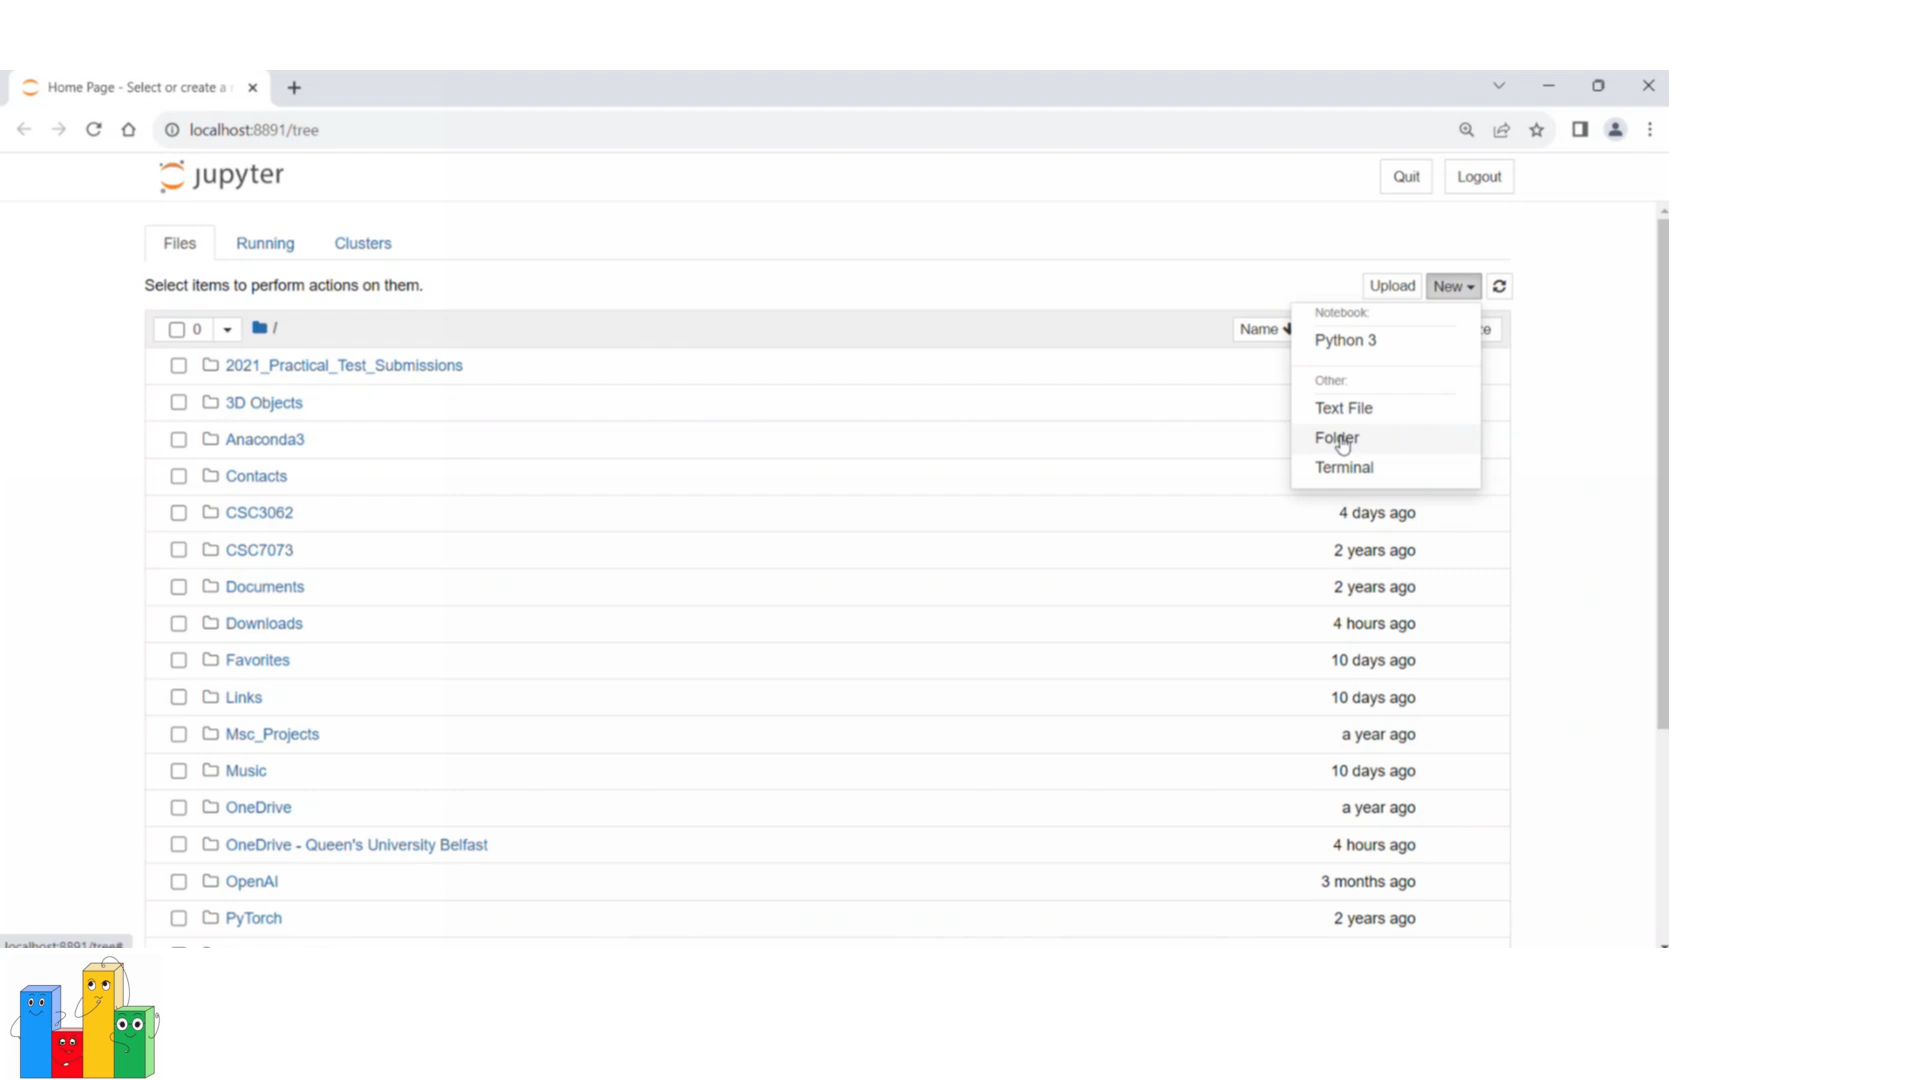 Home Page - Select or create a
localhost:8891/tree
jupyter
Quit
Logout
Files
Running
Clusters
Select items to perform actions on them.
Upload
New
0
/
Name
Notebook:
Python 3
Other:
Text File
Folder
Terminal
2021_Practical_Test_Submissions
3D Objects
Anaconda3
Contacts
CSC3062
4 days ago
CSC7073
2 years ago
Documents
2 years ago
Downloads
4 hours ago
Favorites
10 days ago
Links
10 days ago
Msc_Projects
a year ago
Music
10 days ago
OneDrive
a year ago
OneDrive - Queen's University Belfast
4 hours ago
OpenAI
3 months ago
PyTorch
2 years ago
localhost:8891/tree#